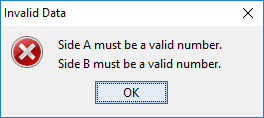 Invalid Data
Side A must be a valid number.
Side B must be a valid number.
OK